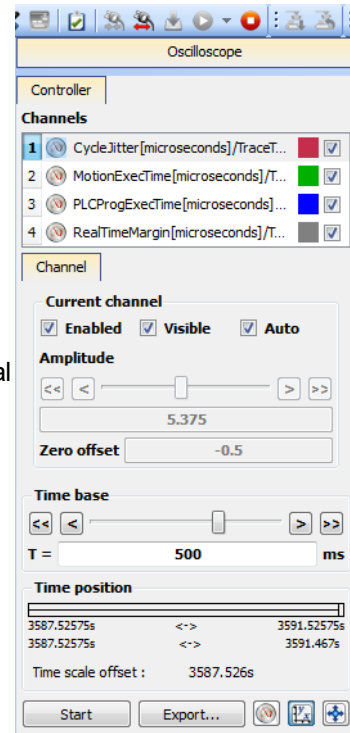 Oscilloscope
Controller
Channels
1 CycleJitter[microseconds]/TraceT...
2 MotionExecTime[microseconds]/T...
3 PLCProgExecTime[microseconds]...
4 RealTimeMargin[microseconds]/T...
Channel
Current channel
Enabled Visible Auto
Amplitude
al
<< < > >>
5.375
Zero offset -0.5
Time base
<< < > >>
T = 500 ms
Time position
3587.52575s <-> 3591.52575s
3587.52575s <-> 3591.467s
Time scale offset : 3587.526s
Start Export... y x